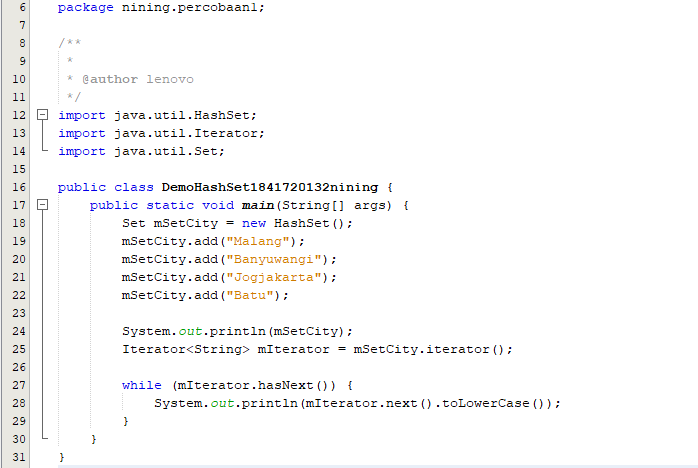 6 package nining.percobaan1;
7
8 /**
9 *
10 * @author lenovo
11 */
12 import java.util.HashSet;
13 import java.util.Iterator;
14 import java.util.Set;
15
16 public class DemoHashSet1841720132nining {
17 public static void main(String[] args) {
18 Set mSetCity = new HashSet();
19 mSetCity.add("Malang");
20 mSetCity.add("Banyuwangi");
21 mSetCity.add("Jogjakarta");
22 mSetCity.add("Batu");
23
24 System.out.println(mSetCity);
25 Iterator<String> mIterator = mSetCity.iterator();
26
27 while (mIterator.hasNext()) {
28 System.out.println(mIterator.next().toLowerCase());
29 }
30 }
31 }